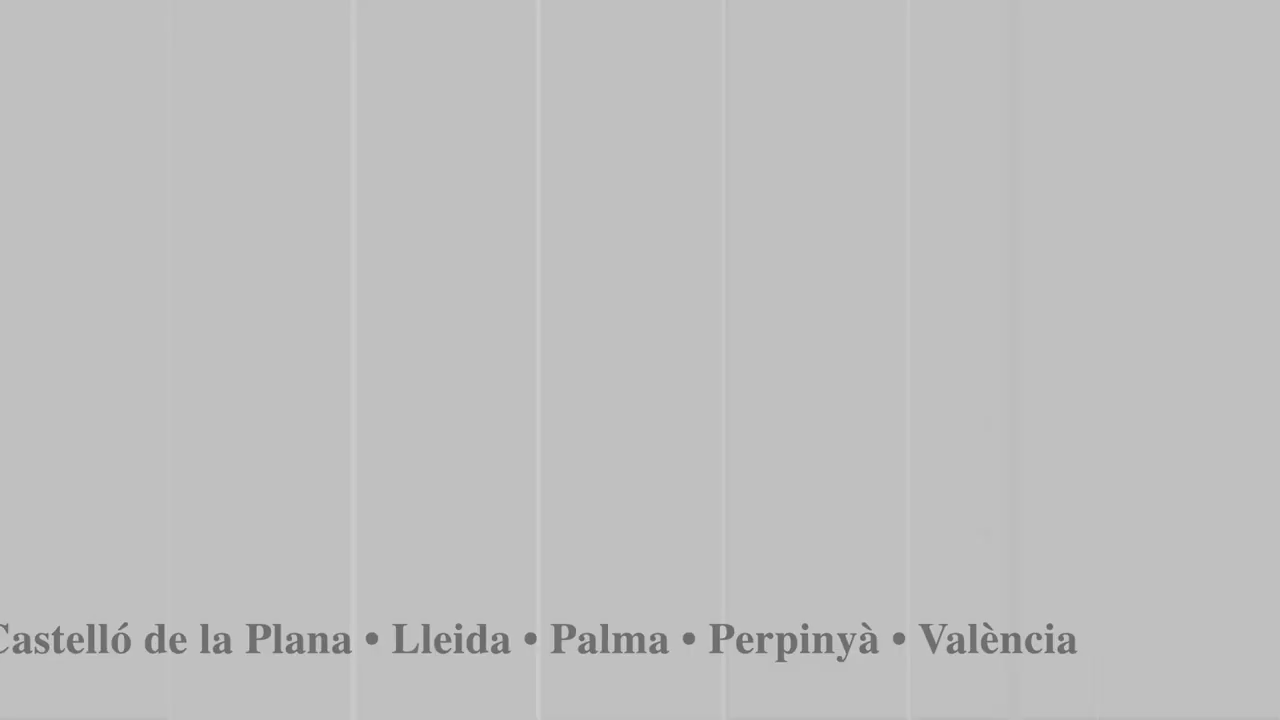 Castelló de la Plana • Lleida • Palma • Perpinyà • València